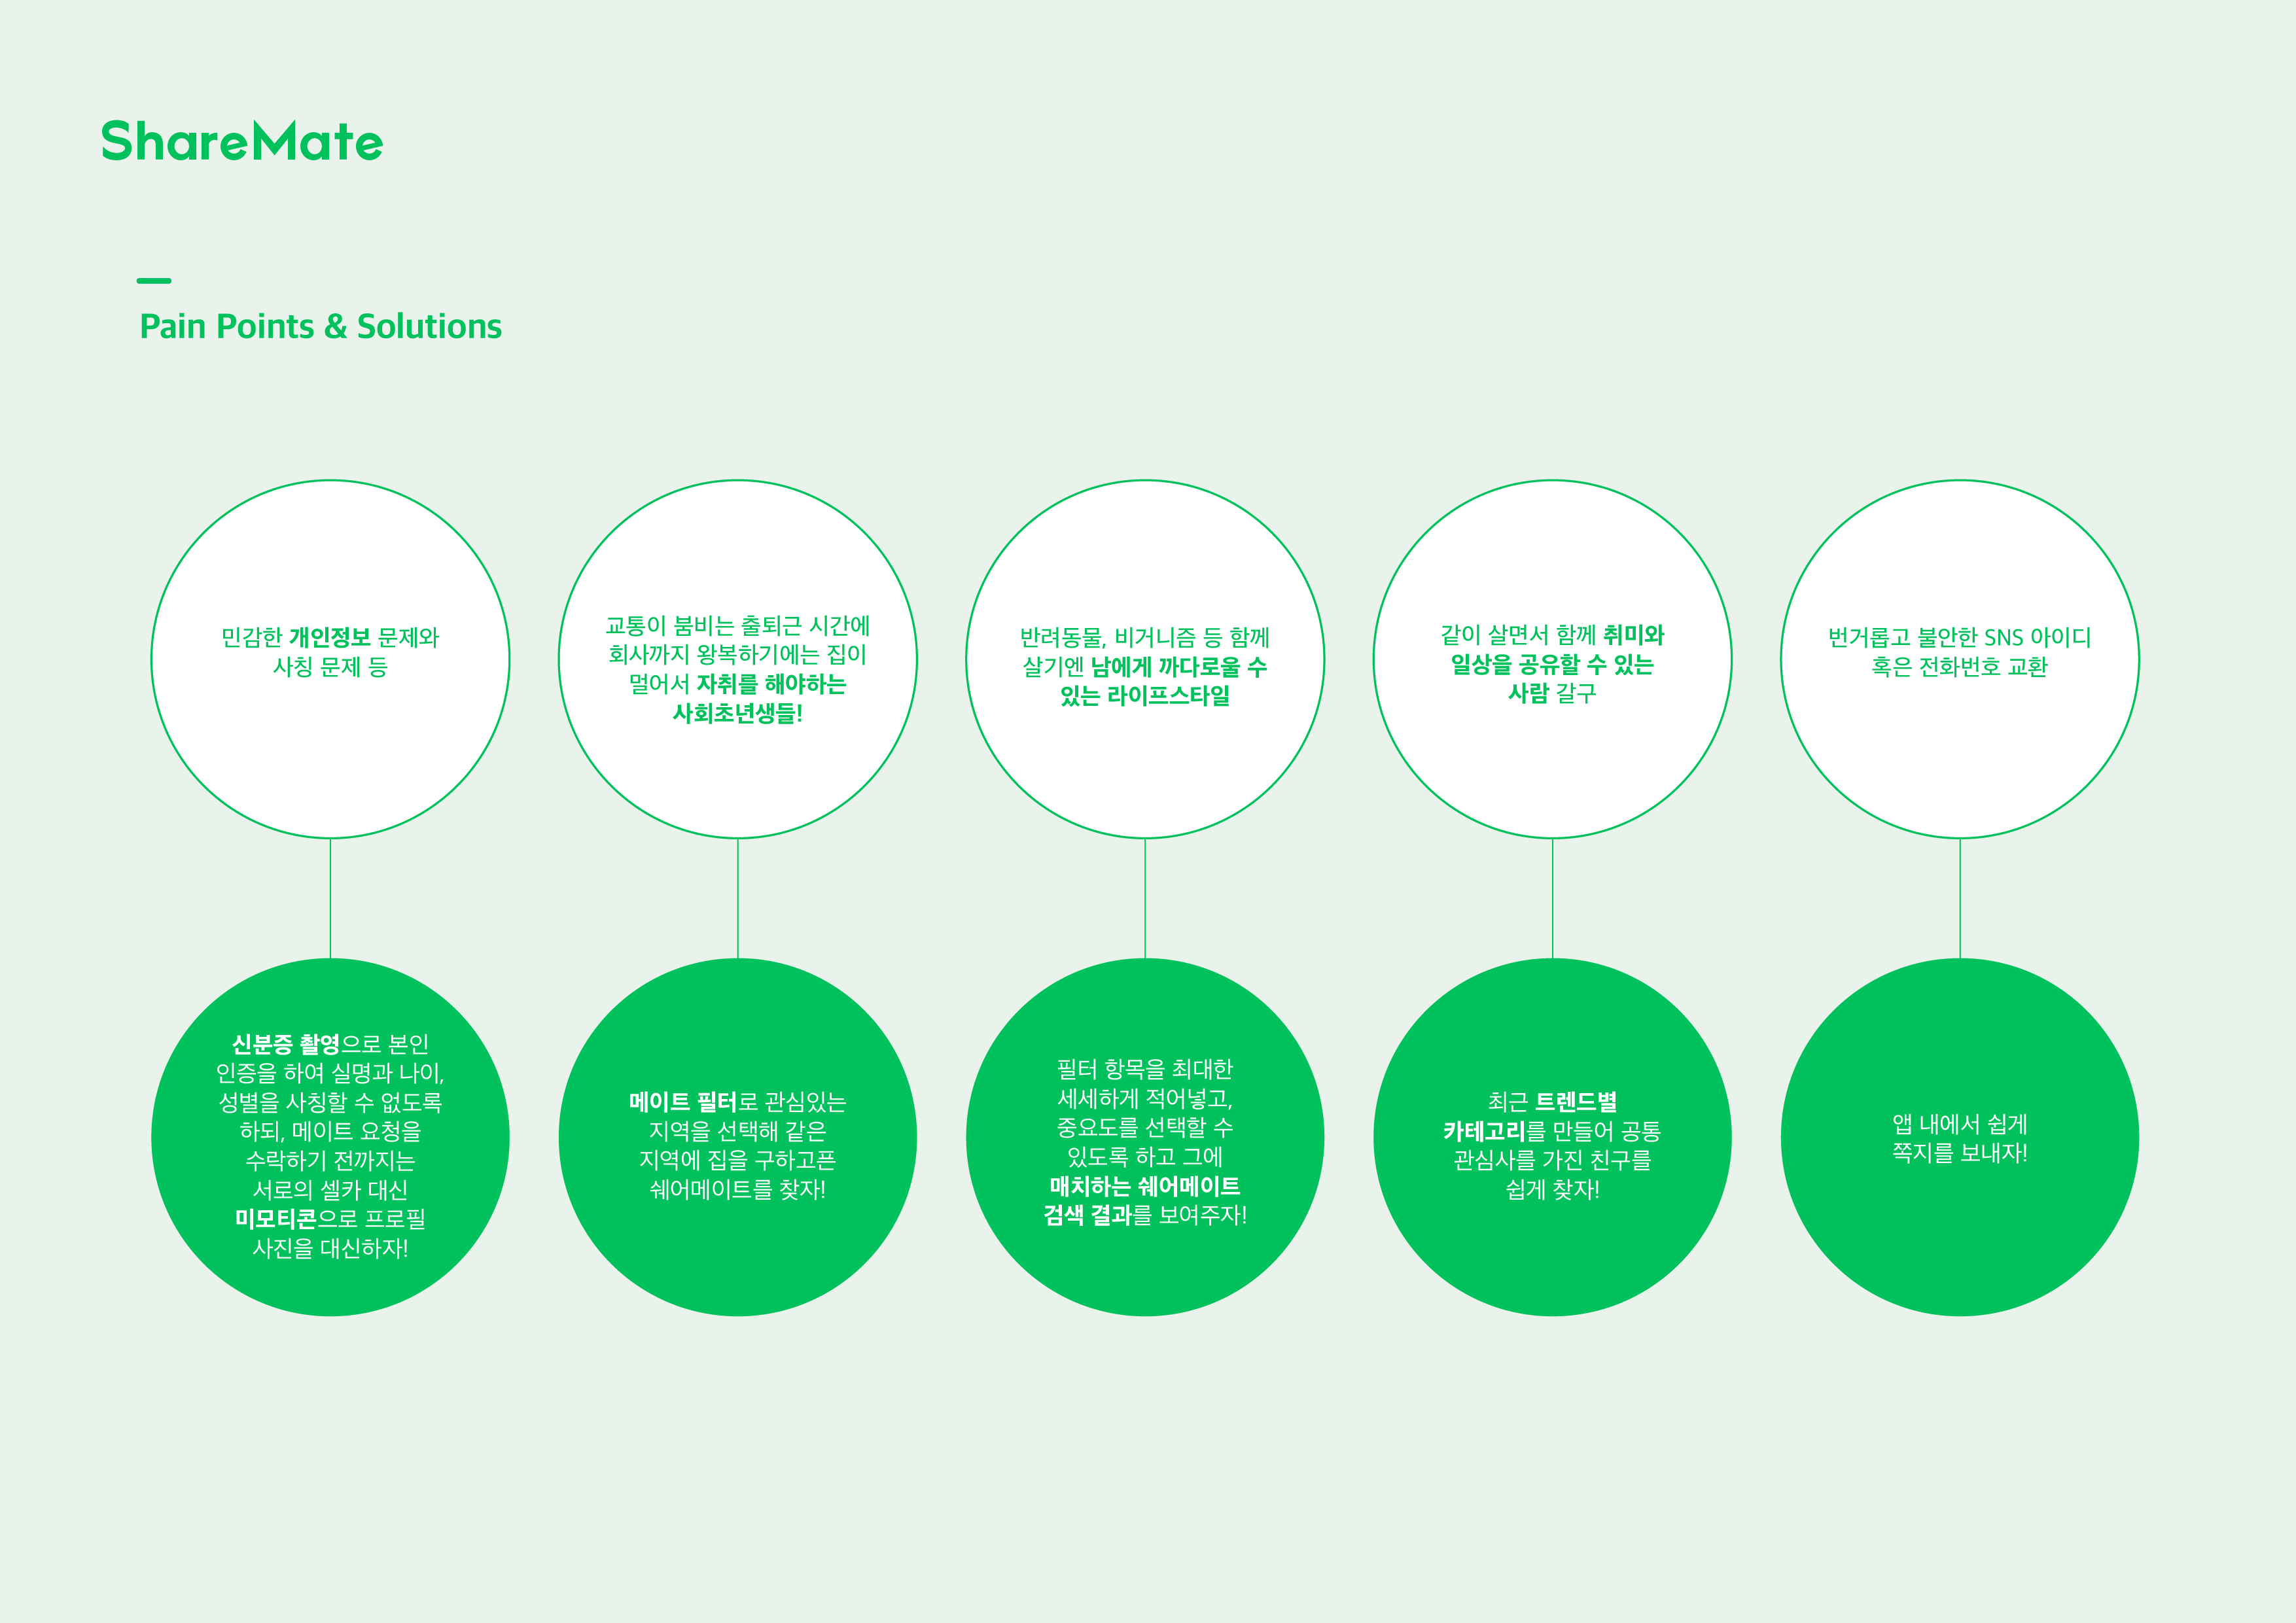 ShareMate
Pain Points & Solutions
민감한 개인정보 문제와
사칭 문제 등
교통이 붐비는 출퇴근 시간에
회사까지 왕복하기에는 집이
멀어서 자취를 해야하는
사회초년생들!
반려동물, 비거니즘 등 함께
살기엔 남에게 까다로울 수
있는 라이프스타일
같이 살면서 함께 취미와
일상을 공유할 수 있는
사람 갈구
번거롭고 불안한 SNS 아이디
혹은 전화번호 교환
신분증 촬영으로 본인
인증을 하여 실명과 나이,
성별을 사칭할 수 없도록
하되, 메이트 요청을
수락하기 전까지는
서로의 셀카 대신
미모티콘으로 프로필
사진을 대신하자!
메이트 필터로 관심있는
지역을 선택해 같은
지역에 집을 구하고픈
쉐어메이트를 찾자!
필터 항목을 최대한
세세하게 적어넣고,
중요도를 선택할 수
있도록 하고 그에
매치하는 쉐어메이트
검색 결과를 보여주자!
최근 트렌드별
카테고리를 만들어 공통
관심사를 가진 친구를
쉽게 찾자!
앱 내에서 쉽게
쪽지를 보내자!